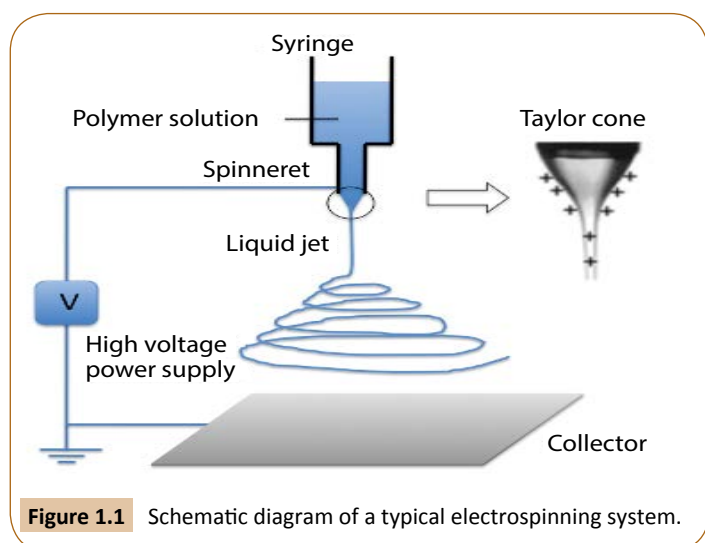 Syringe
Polymer solution
Taylor cone
Spinneret
Liquid jet
V
High voltage
power supply
Collector
Figure 1.1 Schematic diagram of a typical electrospinning system.